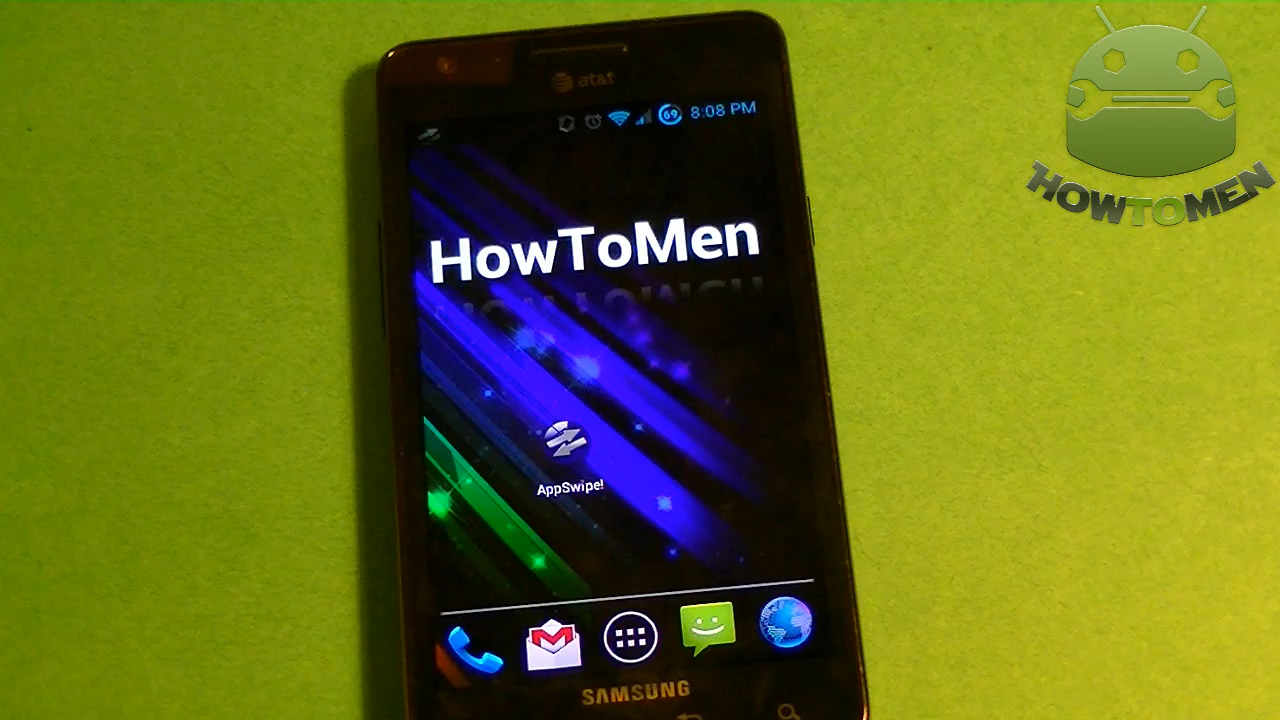 at&t
69 8:08 PM
HowToMen
AppSwipe!
SAMSUNG
HOWTOMEN